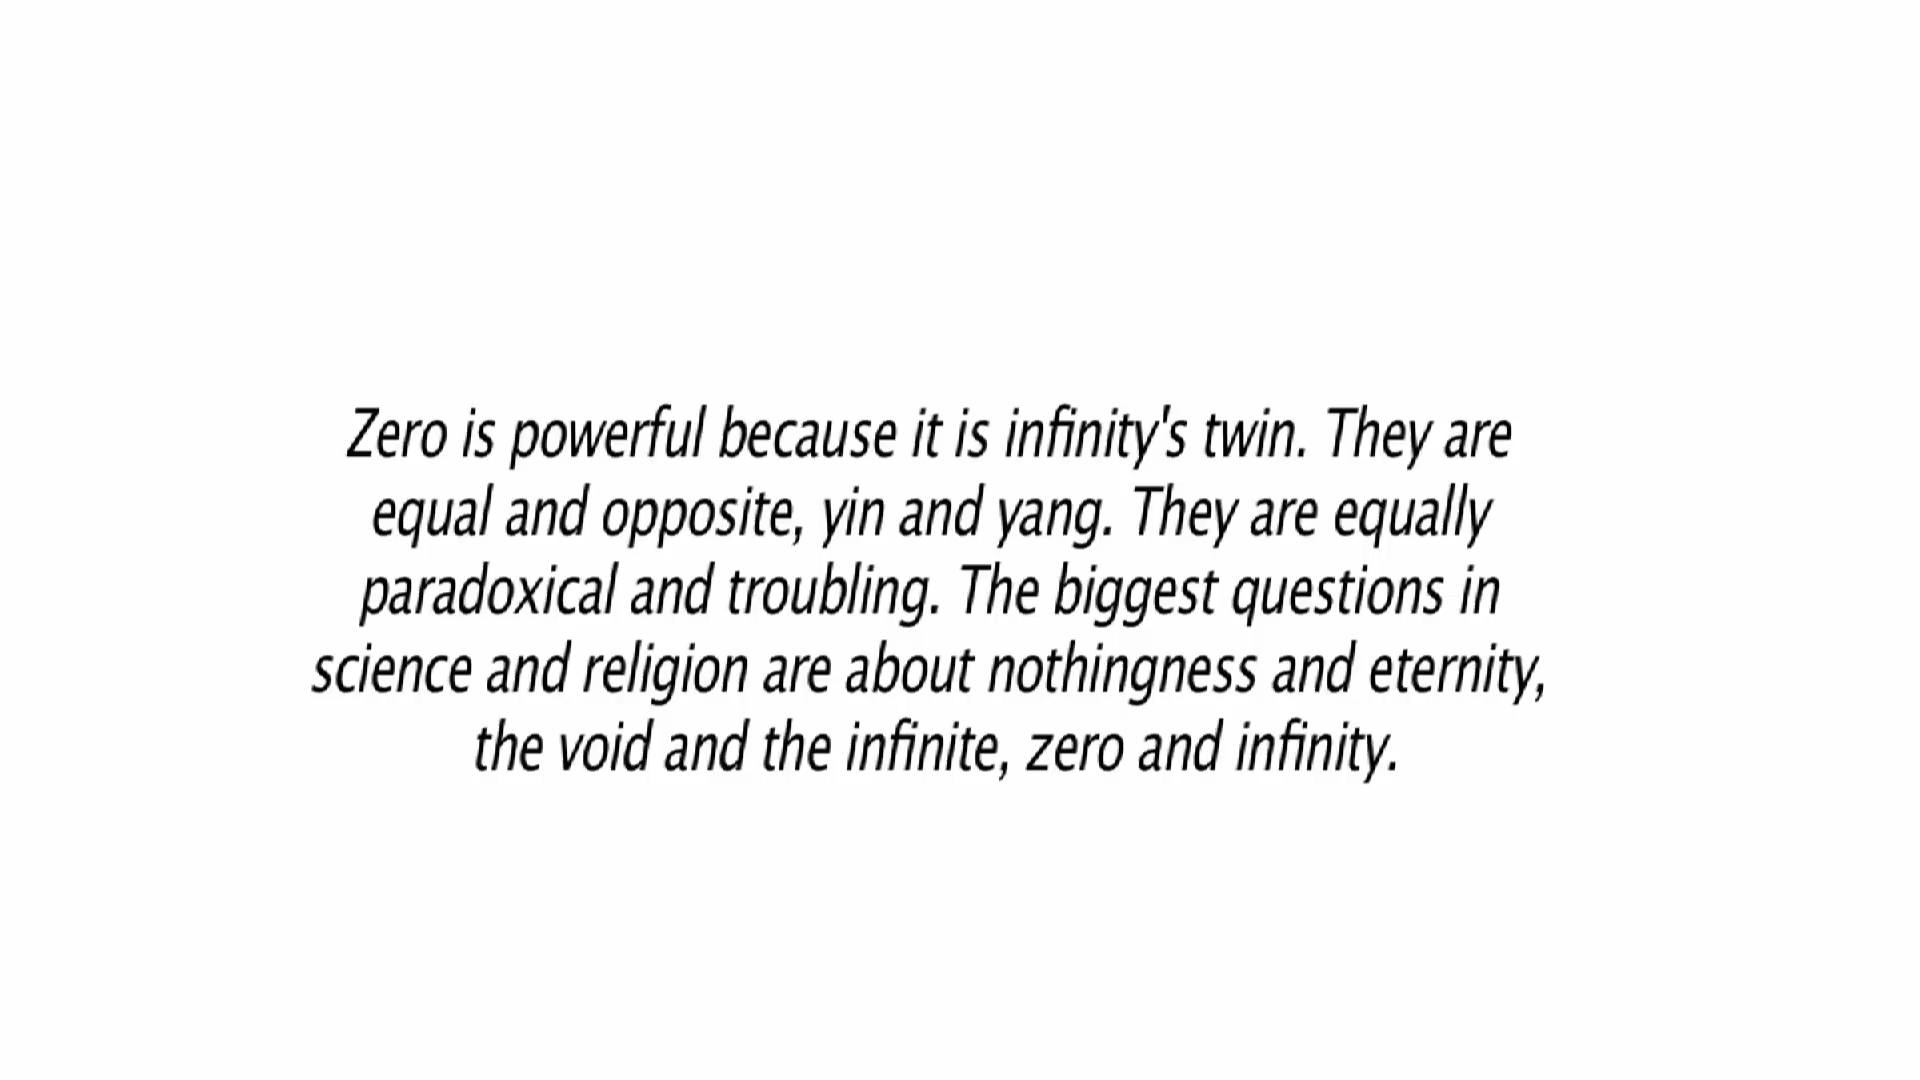 Zero is powerful because it is infinity's twin. They are
equal and opposite, yin and yang. They are equally
paradoxical and troubling. The biggest questions in
science and religion are about nothingness and eternity,
the void and the infinite, zero and infinity.